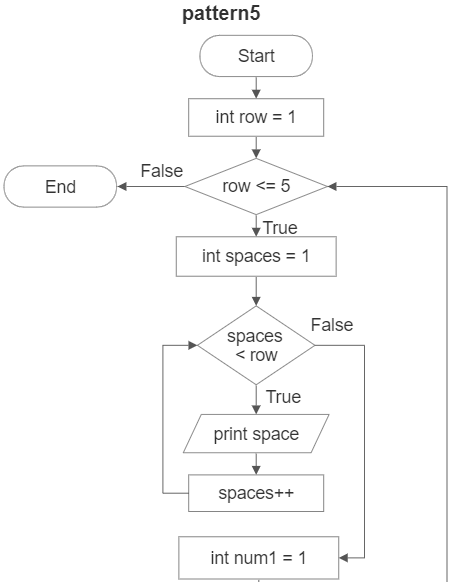 pattern5
Start
int row = 1
False
End
row <= 5
True
int spaces = 1
spaces
< row
False
True
print space
spaces++
int num1 = 1